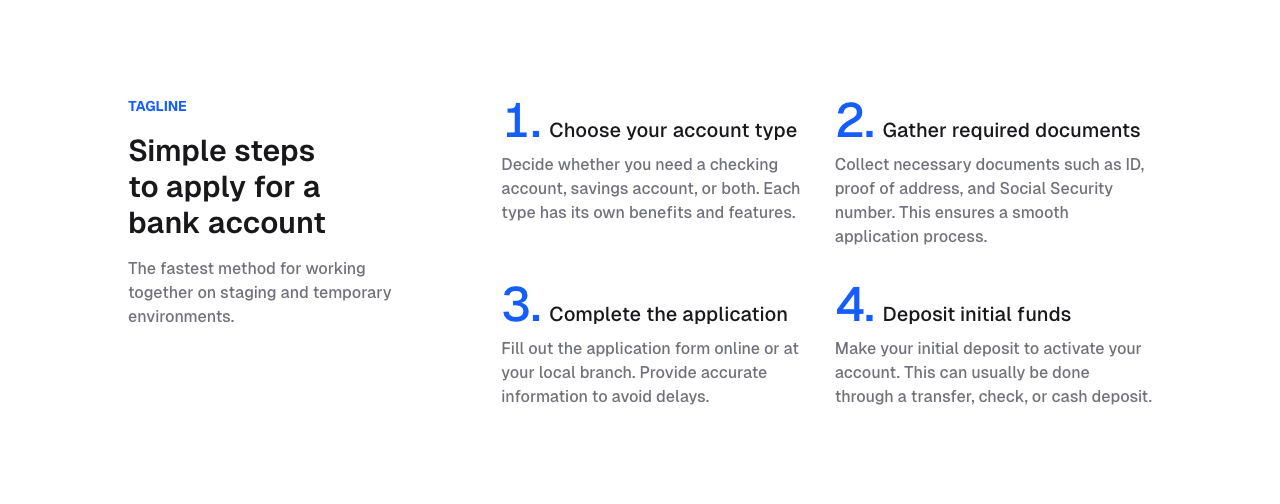 TAGLINE
Simple steps
to apply for a
bank account
The fastest method for working
together on staging and temporary
environments.
1. Choose your account type
Decide whether you need a checking
account, savings account, or both. Each
type has its own benefits and features.
2. Gather required documents
Collect necessary documents such as ID,
proof of address, and Social Security
number. This ensures a smooth
application process.
3. Complete the application
Fill out the application form online or at
your local branch. Provide accurate
information to avoid delays.
4. Deposit initial funds
Make your initial deposit to activate your
account. This can usually be done
through a transfer, check, or cash deposit.